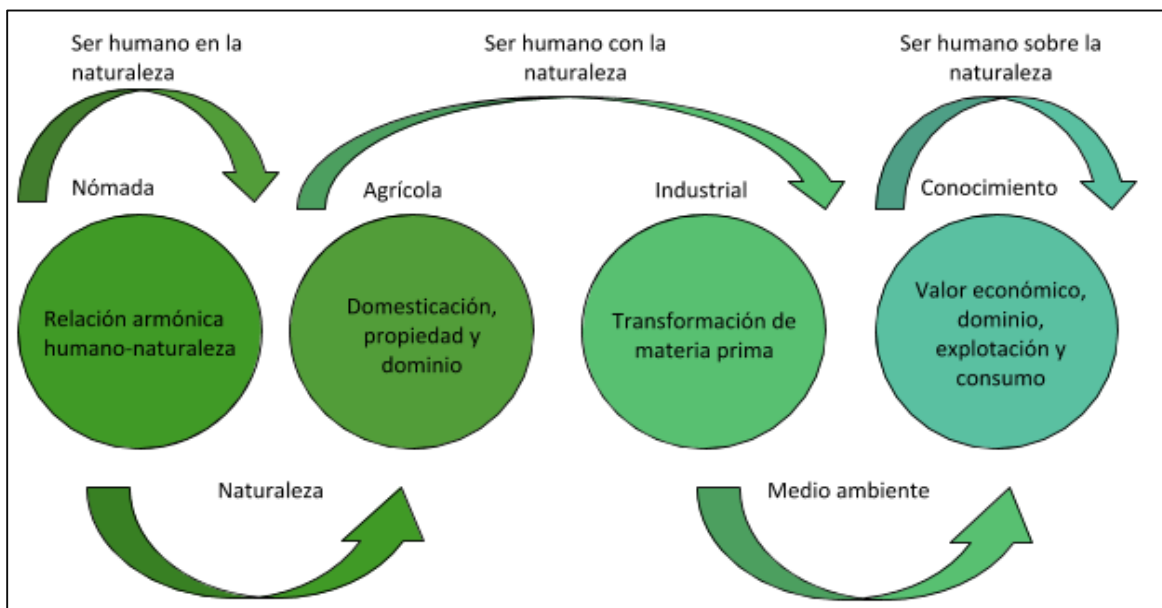 Ser humano en la
naturaleza
Ser humano con la
naturaleza
Ser humano sobre la
naturaleza
Nómada
Agrícola
Industrial
Conocimiento
Relación armónica
humano-naturaleza
Domesticación,
propiedad y
dominio
Transformación de
materia prima
Valor económico,
dominio,
explotación y
consumo
Naturaleza
Medio ambiente